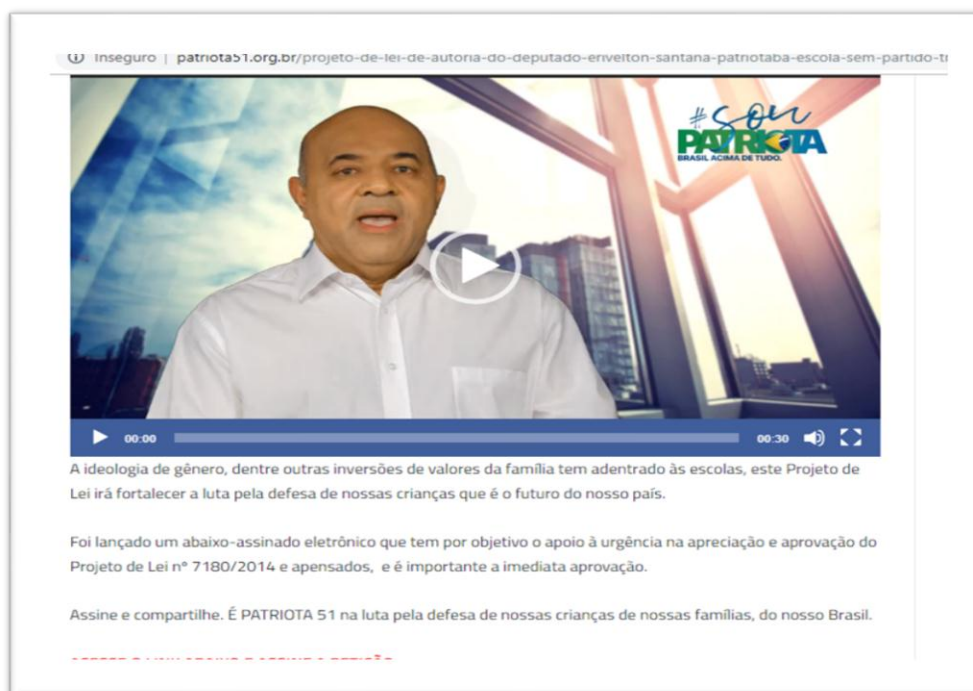 Inseguro | patriota51.org.br/projeto-de-lei-de-autoria-do-deputado-erivelton-santana-patriotaba-escola-sem-partido-
#Sou
PATRIOTA
BRASIL ACIMA DE TUDO.
00:00 00:30
A ideologia de gênero, dentre outras inversões de valores da família tem adentrado às escolas, este Projeto de
Lei irá fortalecer a luta pela defesa de nossas crianças que é o futuro do nosso país.
Foi lançado um abaixo-assinado eletrônico que tem por objetivo o apoio à urgência na apreciação e aprovação do
Projeto de Lei nº 7180/2014 e apensados, e é importante a imediata aprovação.
Assine e compartilhe. É PATRIOTA 51 na luta pela defesa de nossas crianças de nossas famílias, do nosso Brasil.